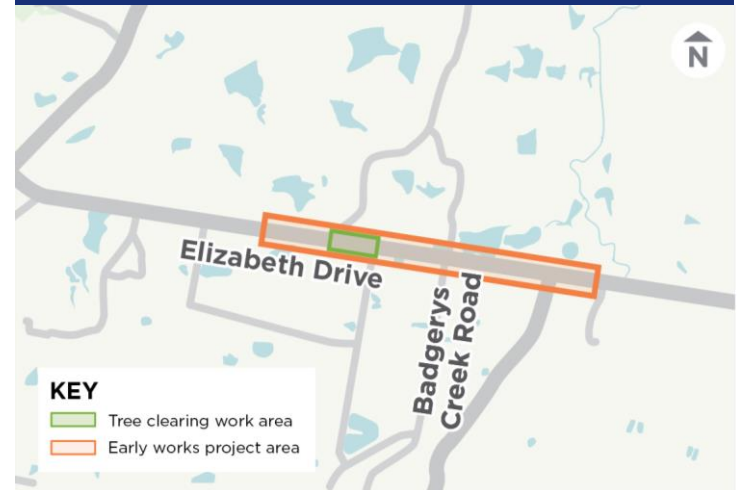 N
Elizabeth Drive
Badgerys
Creek Road
KEY
Tree clearing work area
Early works project area